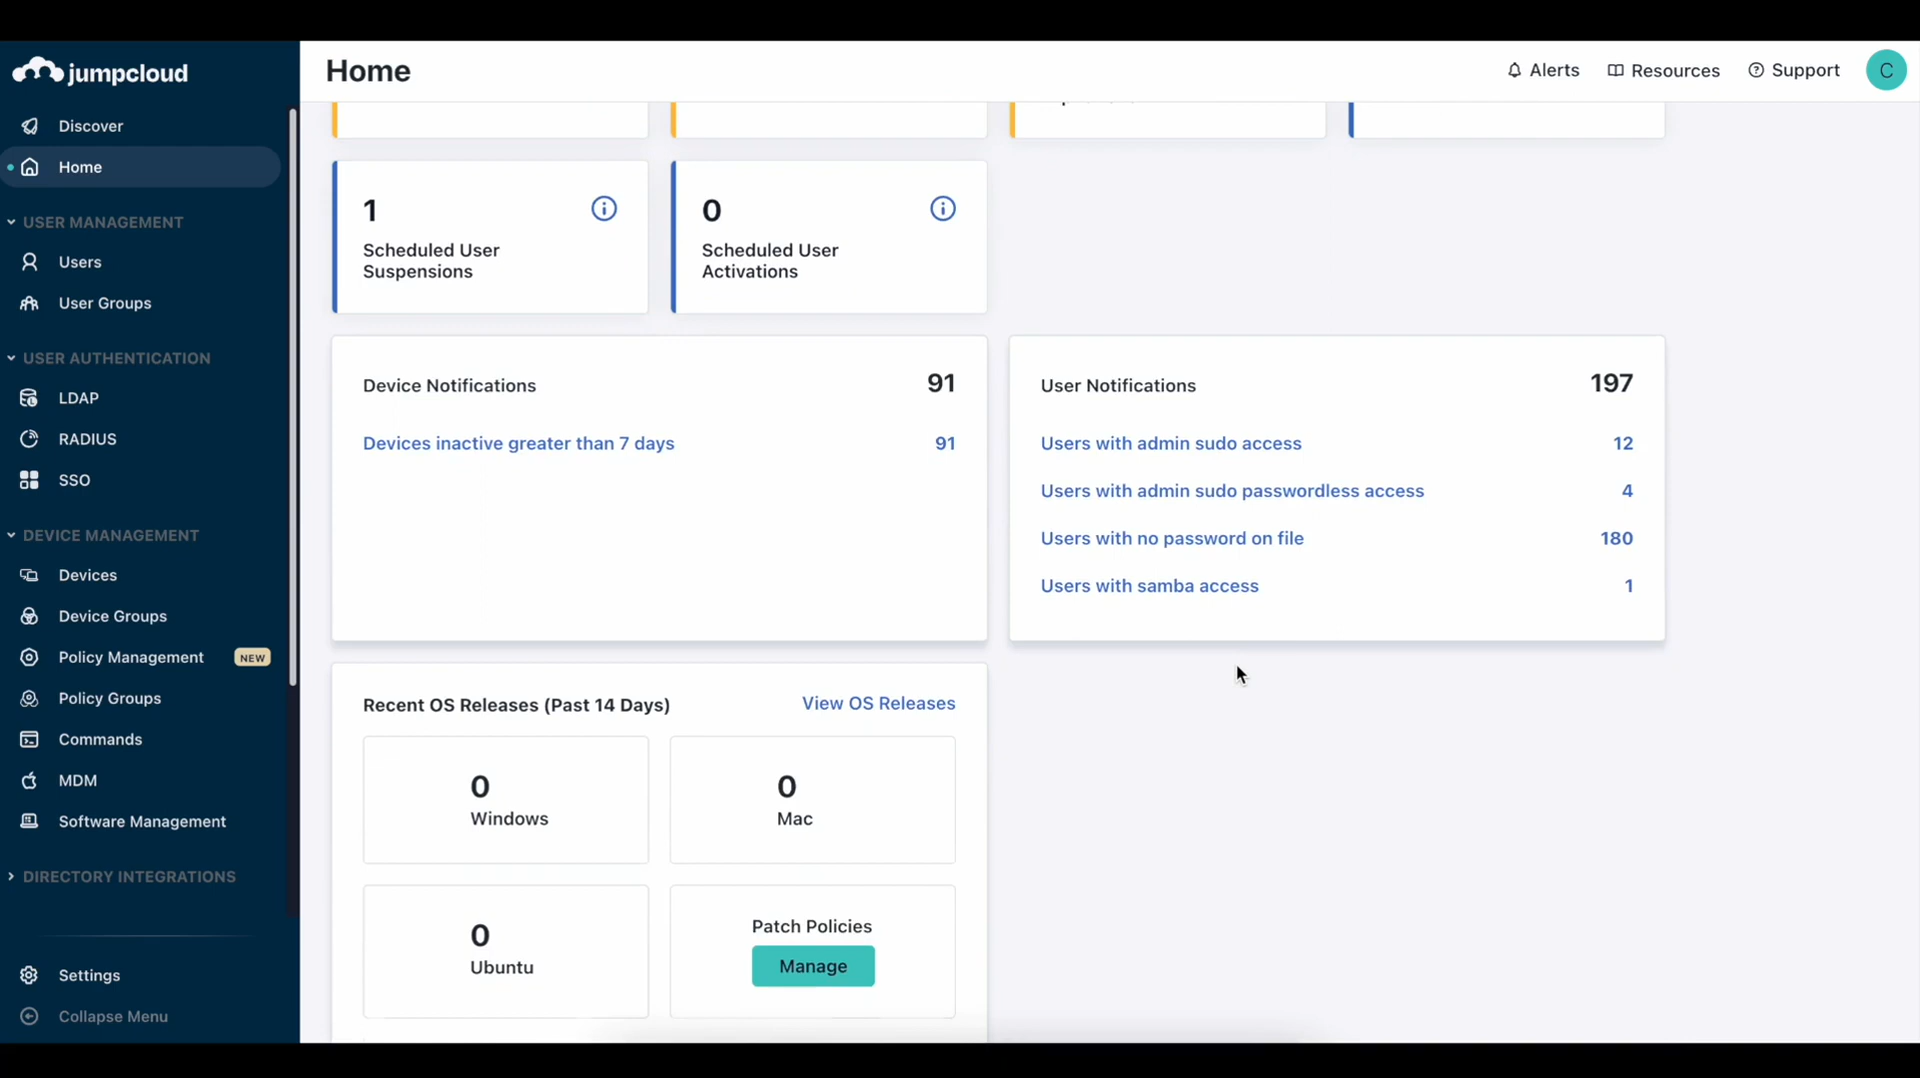 jumpcloud
Home
Alerts
Resources
Support
C
Discover
Home
USER MANAGEMENT
Users
User Groups
USER AUTHENTICATION
LDAP
RADIUS
SSO
DEVICE MANAGEMENT
Devices
Device Groups
Policy Management NEW
Policy Groups
Commands
MDM
Software Management
DIRECTORY INTEGRATIONS
Settings
Collapse Menu
1
Scheduled User
Suspensions
0
Scheduled User
Activations
Device Notifications 91
Devices inactive greater than 7 days 91
User Notifications 197
Users with admin sudo access 12
Users with admin sudo passwordless access 4
Users with no password on file 180
Users with samba access 1
Recent OS Releases (Past 14 Days) View OS Releases
0
Windows
0
Mac
0
Ubuntu
Patch Policies
Manage